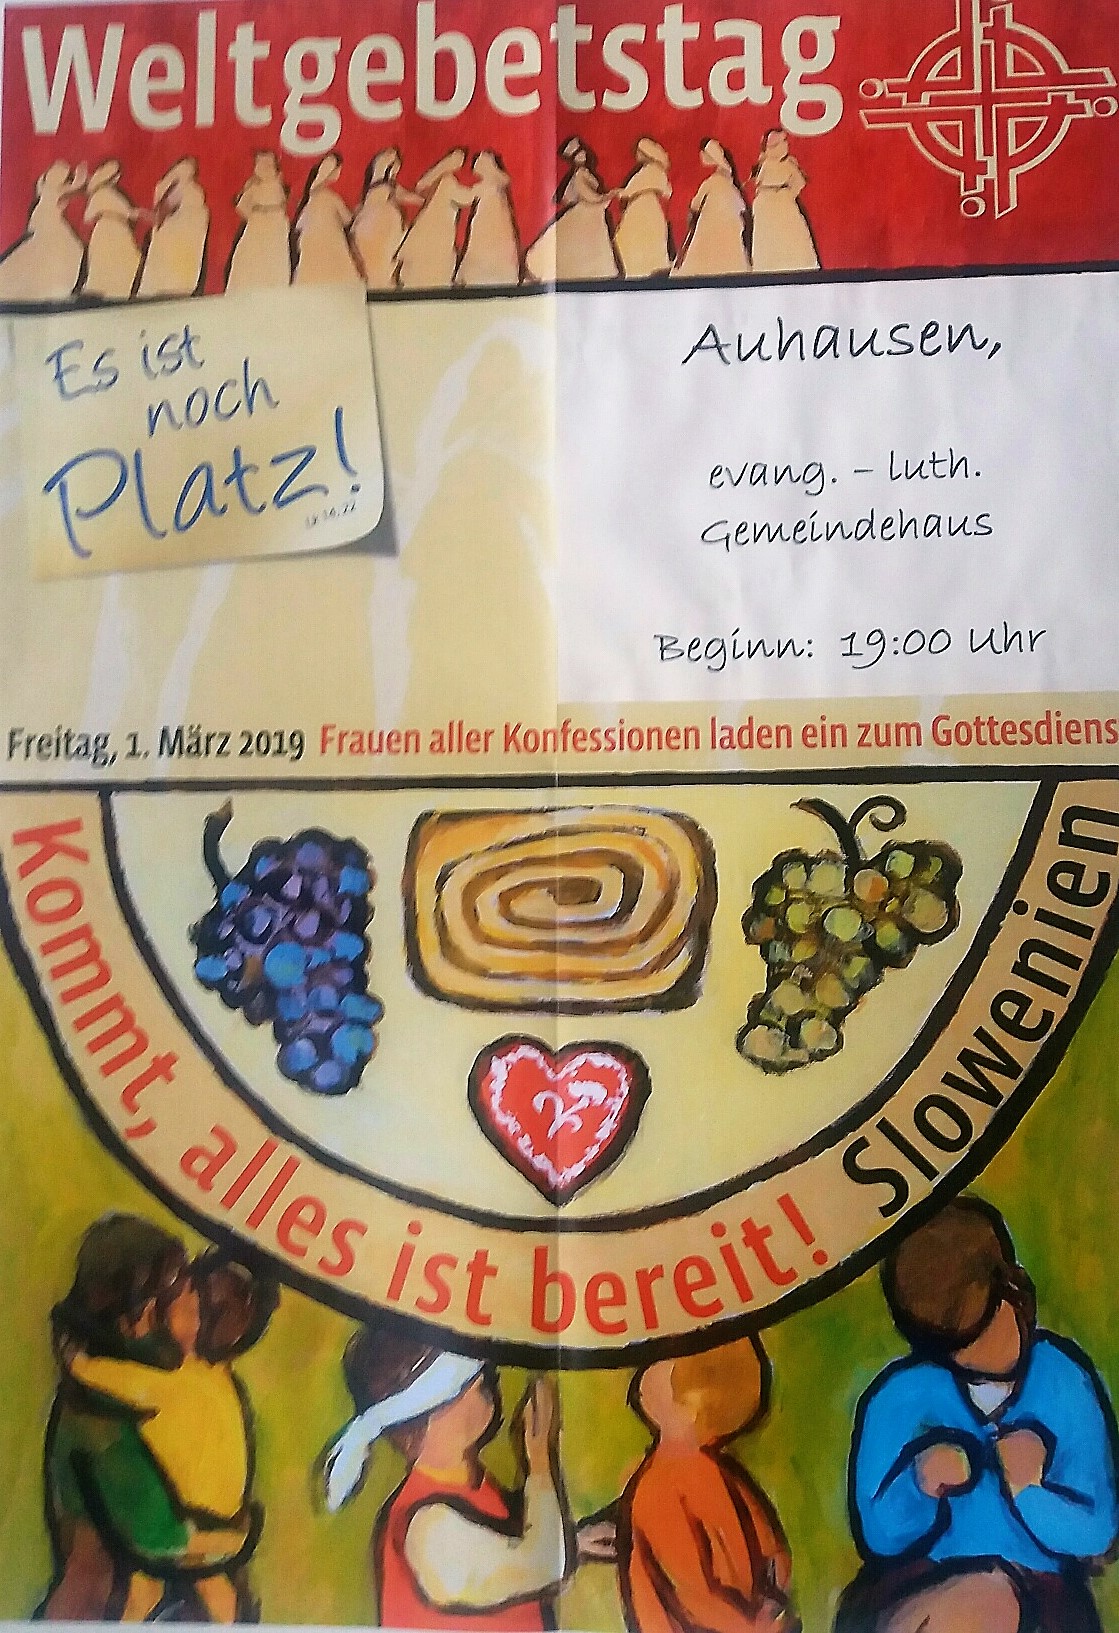 Weltgebetstag
Es ist
noch
Platz!
Auhausen,
evang. – luth.
Gemeindehaus
Beginn: 19:00 Uhr
Freitag, 1. März 2019 Frauen aller Konfessionen laden ein zum Gottesdiens
Kommt, alles ist bereit! Slowenien